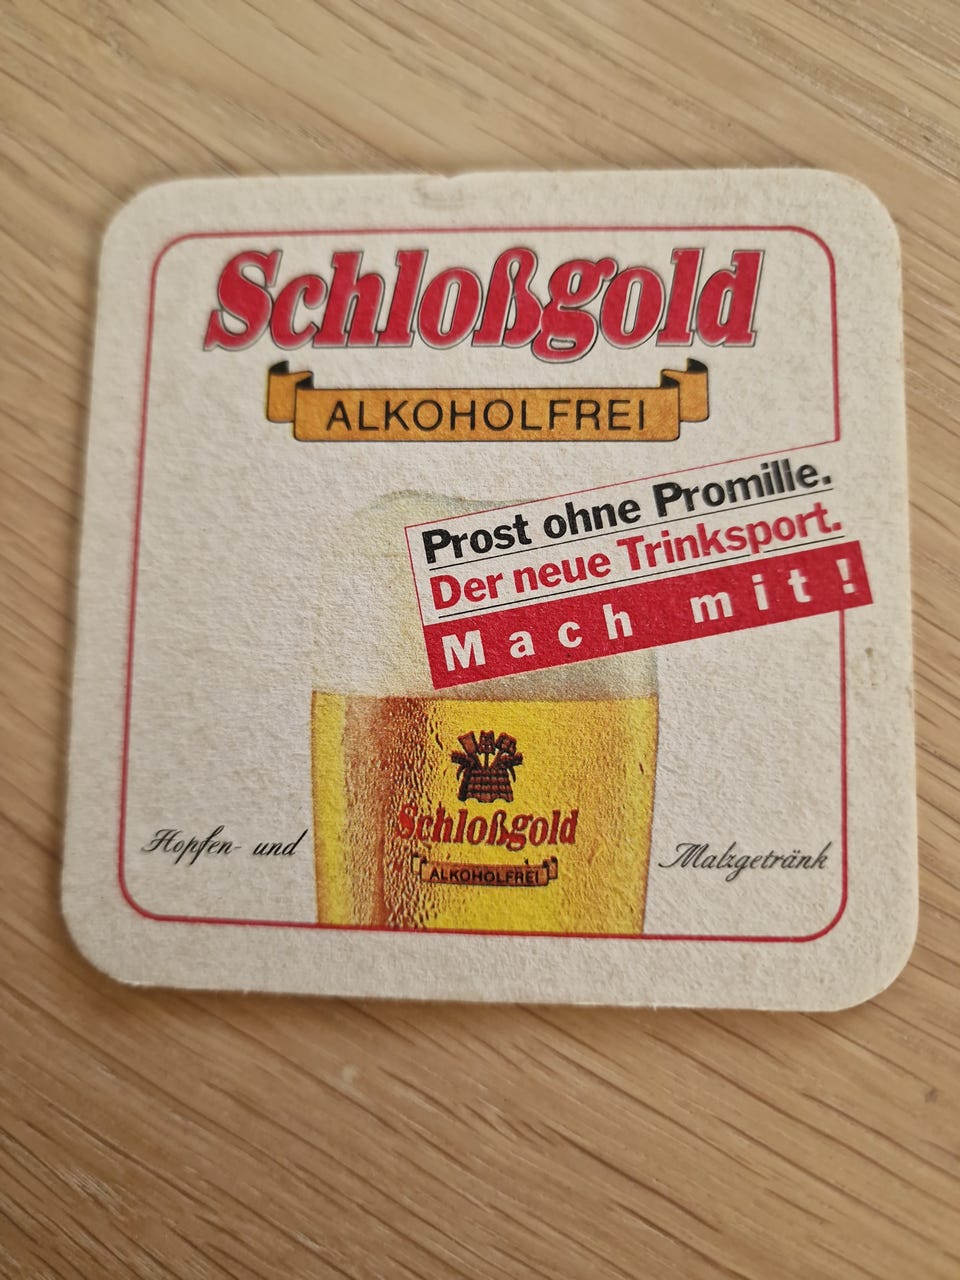 Schloßgold
ALKOHOLFREI
Prost ohne Promille.
Der neue Trinksport.
Mach mit!
Schloßgold
ALKOHOLFREI
Hopfen- und Malzgetränk